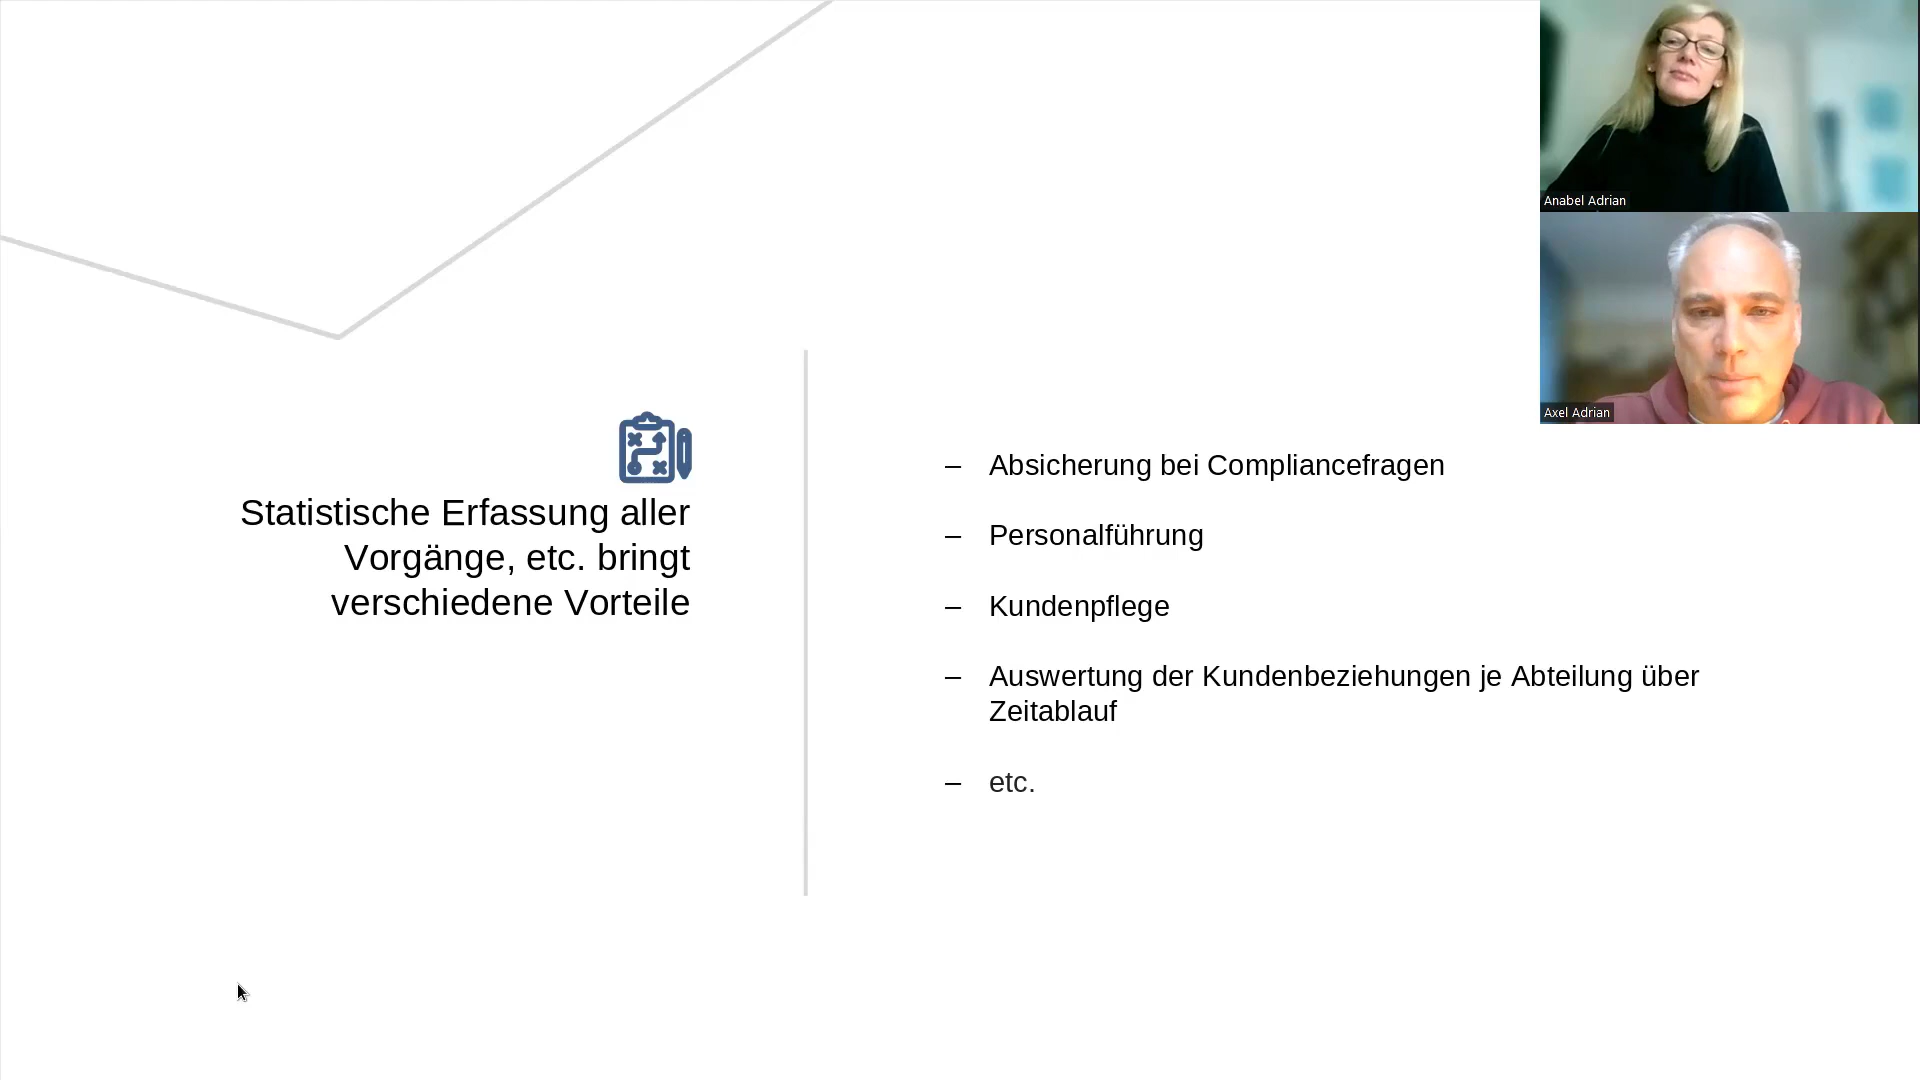 Anabel Adrian
Axel Adrian
Statistische Erfassung aller
Vorgänge, etc. bringt
verschiedene Vorteile
– Absicherung bei Compliancefragen
– Personalführung
– Kundenpflege
– Auswertung der Kundenbeziehungen je Abteilung über
Zeitablauf
– etc.